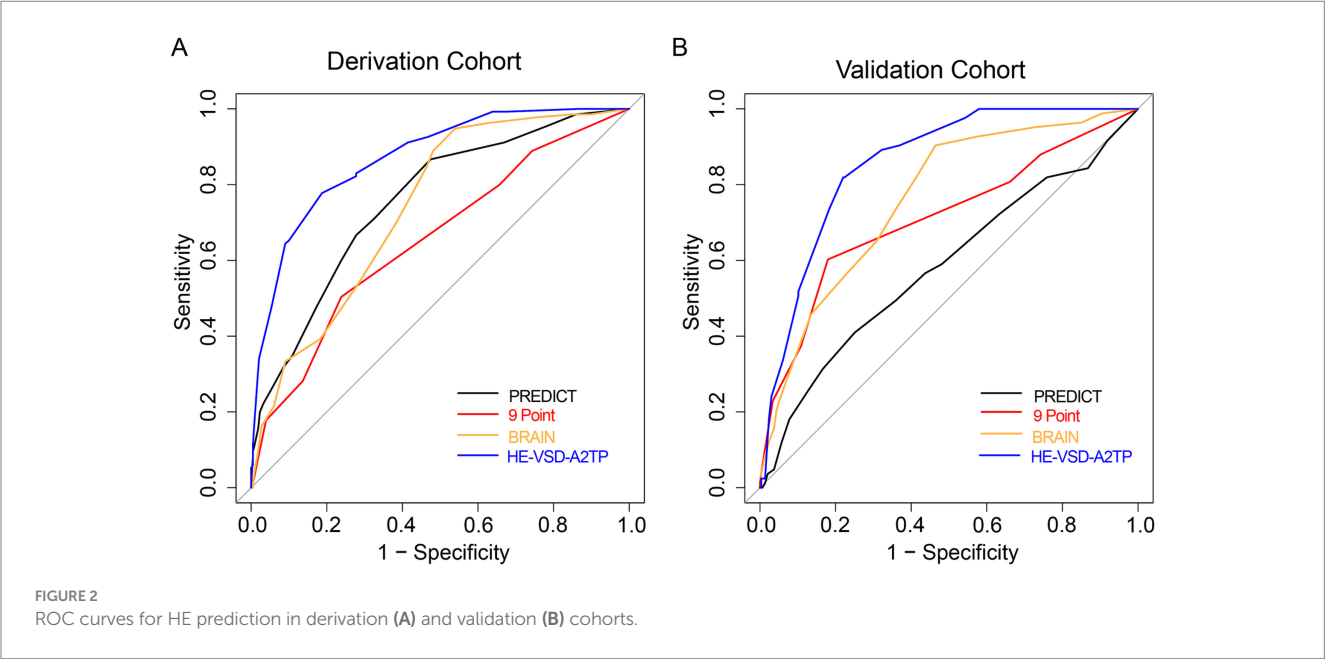 A
Derivation Cohort
Sensitivity
0.0 0.2 0.4 0.6 0.8 1.0
PREDICT
9 Point
BRAIN
HE-VSD-A2TP
0.0 0.2 0.4 0.6 0.8 1.0
1 − Specificity
B
Validation Cohort
Sensitivity
0.0 0.2 0.4 0.6 0.8 1.0
PREDICT
9 Point
BRAIN
HE-VSD-A2TP
0.0 0.2 0.4 0.6 0.8 1.0
1 − Specificity
FIGURE 2
ROC curves for HE prediction in derivation (A) and validation (B) cohorts.